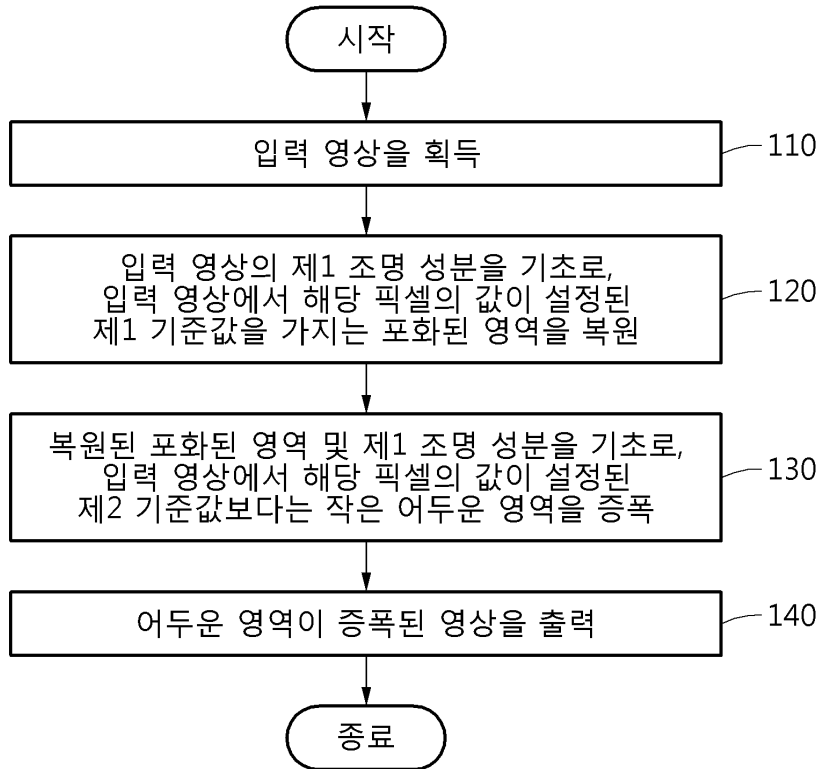 시작
입력 영상을 획득
110
입력 영상의 제1 조명 성분을 기초로,
입력 영상에서 해당 픽셀의 값이 설정된
제1 기준값을 가지는 포화된 영역을 복원
120
복원된 포화된 영역 및 제1 조명 성분을 기초로,
입력 영상에서 해당 픽셀의 값이 설정된
제2 기준값보다는 작은 어두운 영역을 증폭
130
어두운 영역이 증폭된 영상을 출력
140
종료